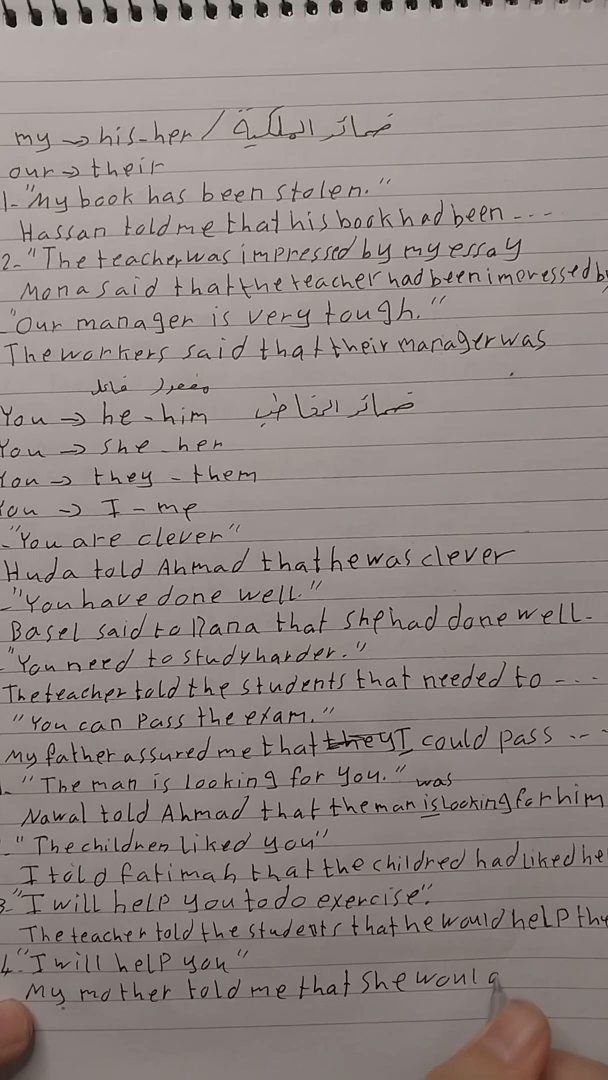 my → his-her / ضمائر الملكية
our → their
1- "My book has been stolen."
Hassan told me that his book had been ---
2- "The teacher was impressed by my essay
Mona said that the teacher had been impressed by
"Our manager is very tough."
The workers said that their manager was
مفعول فاعل
You → he - him ضمائر المخاطب
You → she - her
You → they - them
You → I - me
- "You are clever"
Huda told Ahmad that he was clever
- "You have done well."
Basel said to Rana that she had done well.
"You need to study harder."
The teacher told the students that needed to ---
"You can pass the exam."
My father assured me that they I could pass ---
1. "The man is looking for you." was
Nawal told Ahmad that the man is looking for him
"The children liked you"
I told fatimah that the childred had liked he
3- "I will help you to do exercise".
The teacher told the students that he would help the
4. "I will help you"
My mother told me that she would